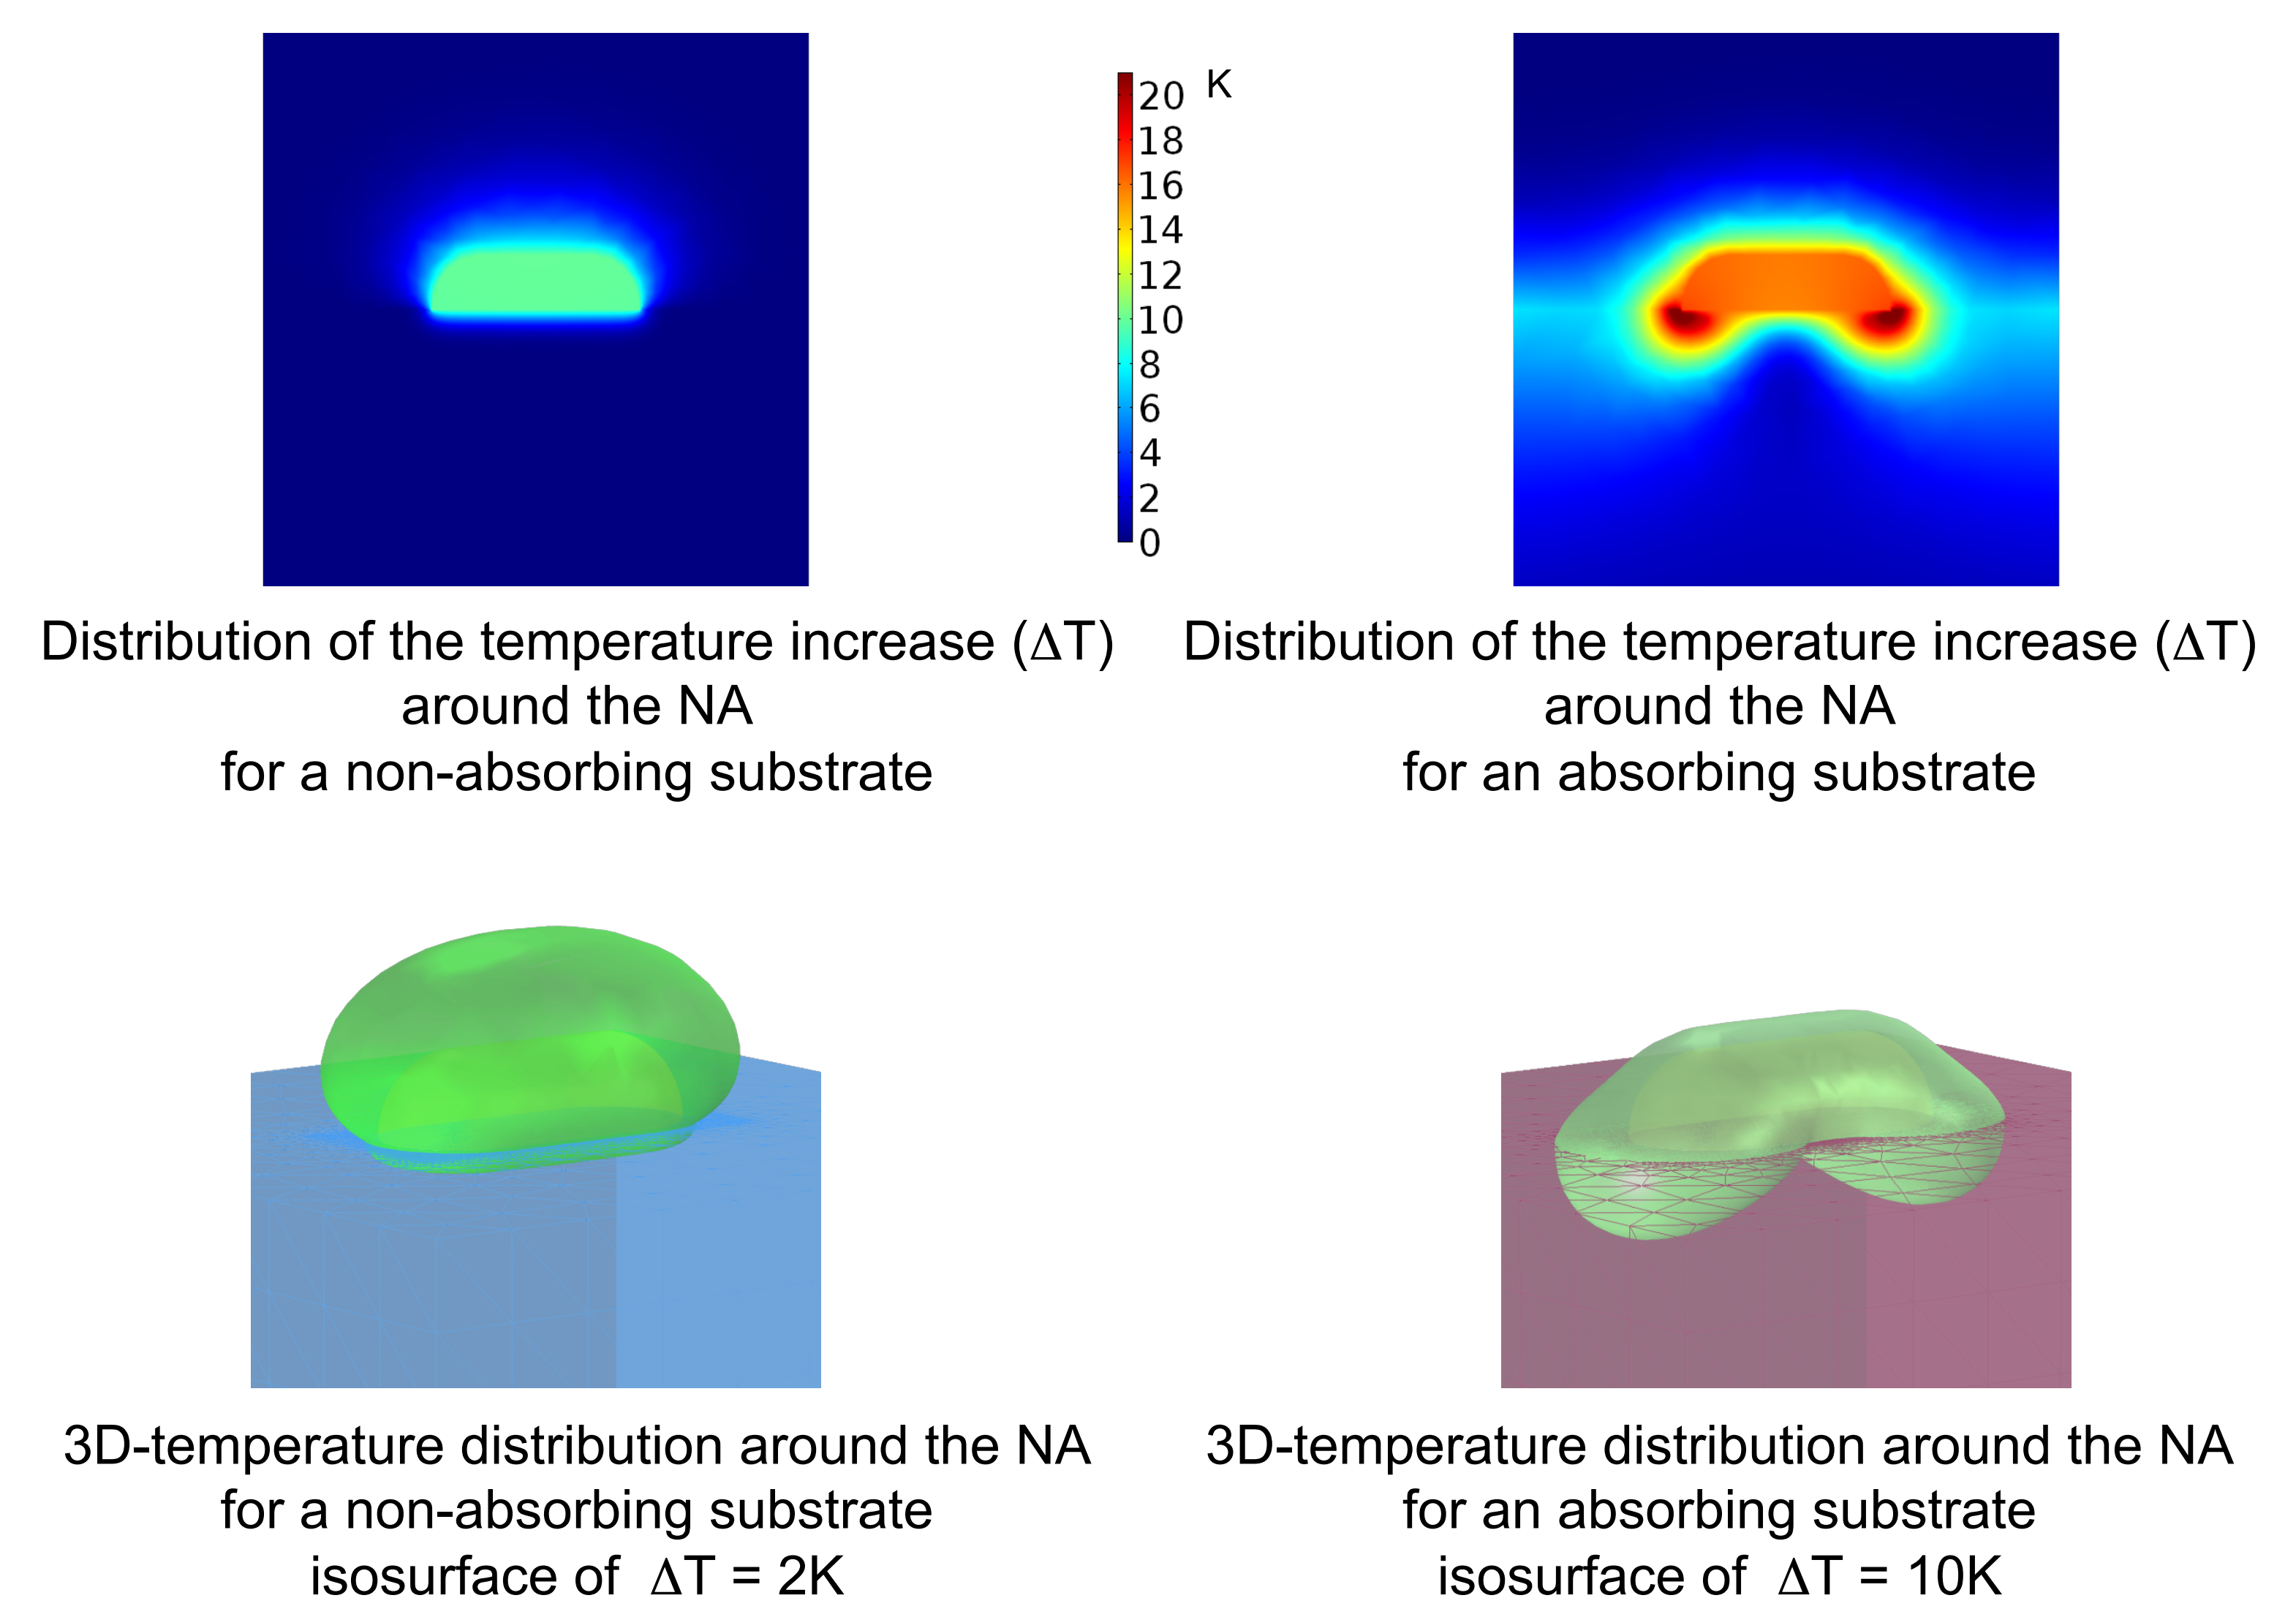 K
20
18
16
14
12
10
8
6
4
2
0
Distribution of the temperature increase (ΔT)
around the NA
for a non-absorbing substrate
Distribution of the temperature increase (ΔT)
around the NA
for an absorbing substrate
3D-temperature distribution around the NA
for a non-absorbing substrate
isosurface of ΔT = 2K
3D-temperature distribution around the NA
for an absorbing substrate
isosurface of ΔT = 10K